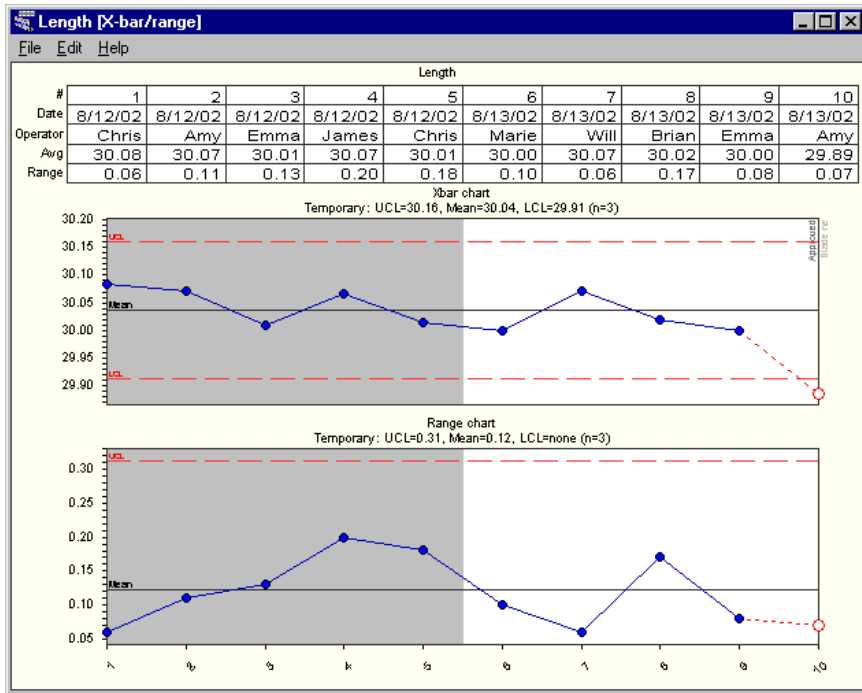 Length [X-bar/range]
File Edit Help
Length
# 1 2 3 4 5 6 7 8 9 10
Date 8/12/02 8/12/02 8/12/02 8/12/02 8/12/02 8/13/02 8/13/02 8/13/02 8/13/02 8/13/02
Operator Chris Amy Emma James Chris Marie Will Brian Emma Amy
Avg 30.08 30.07 30.01 30.07 30.01 30.00 30.07 30.02 30.00 29.89
Range 0.06 0.11 0.13 0.20 0.18 0.10 0.06 0.17 0.08 0.07
Xbar chart
Temporary: UCL=30.16, Mean=30.04, LCL=29.91 (n=3)
30.20
UCL
30.15
30.10
30.05
Mean
30.00
29.95
LCL
29.90
Approved
Range chart
Temporary: UCL=0.31, Mean=0.12, LCL=none (n=3)
UCL
0.30
0.25
0.20
0.15
Mean
0.10
0.05
1 2 3 4 5 6 7 8 9 10